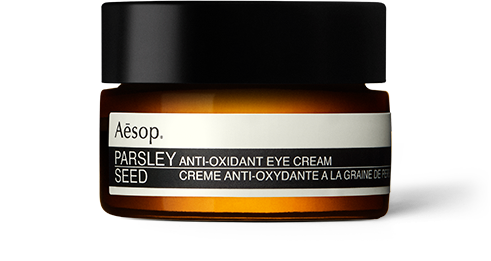 Aēsop.
PARSLEY ANTI-OXIDANT EYE CREAM
SEED CREME ANTI-OXYDANTE A LA GRAINE DE